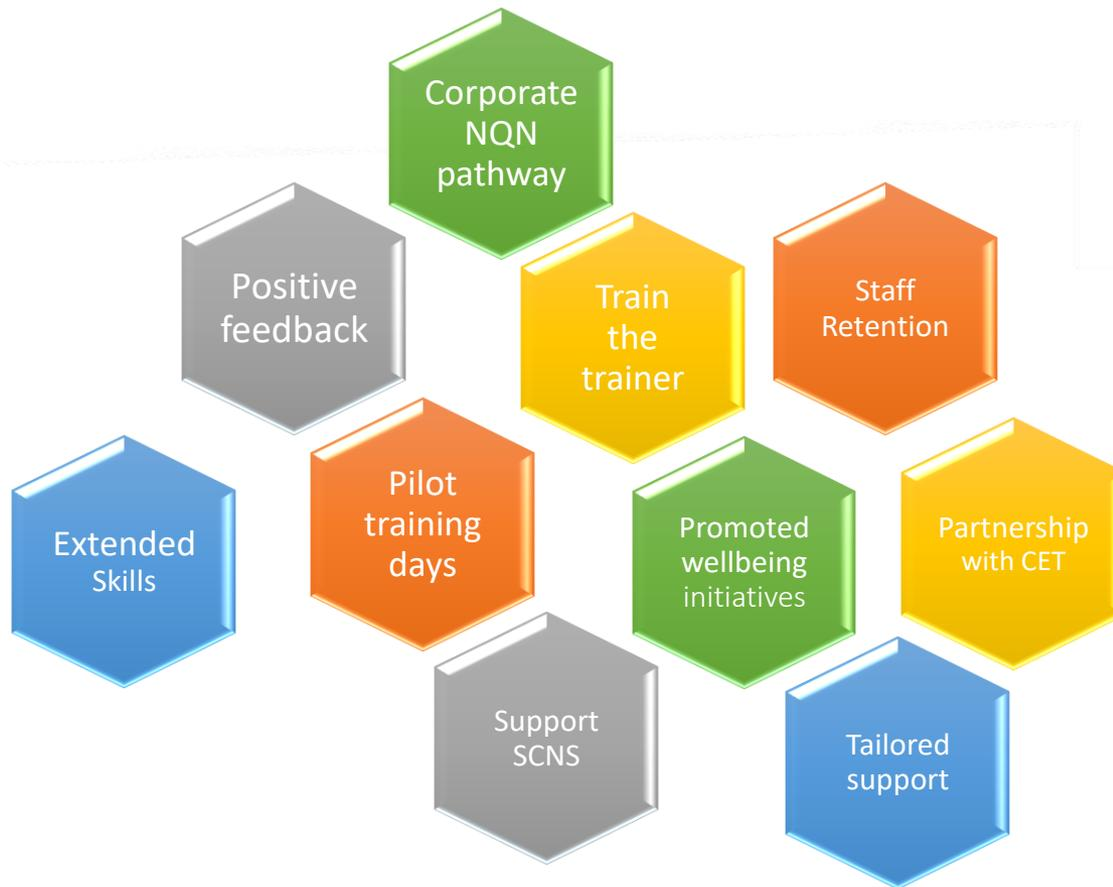 Corporate
NQN
pathway
Positive
feedback
Train
the
trainer
Staff
Retention
Extended
Skills
Pilot
training
days
Promoted
wellbeing
initiatives
Partnership
with CET
Support
SCNS
Tailored
support